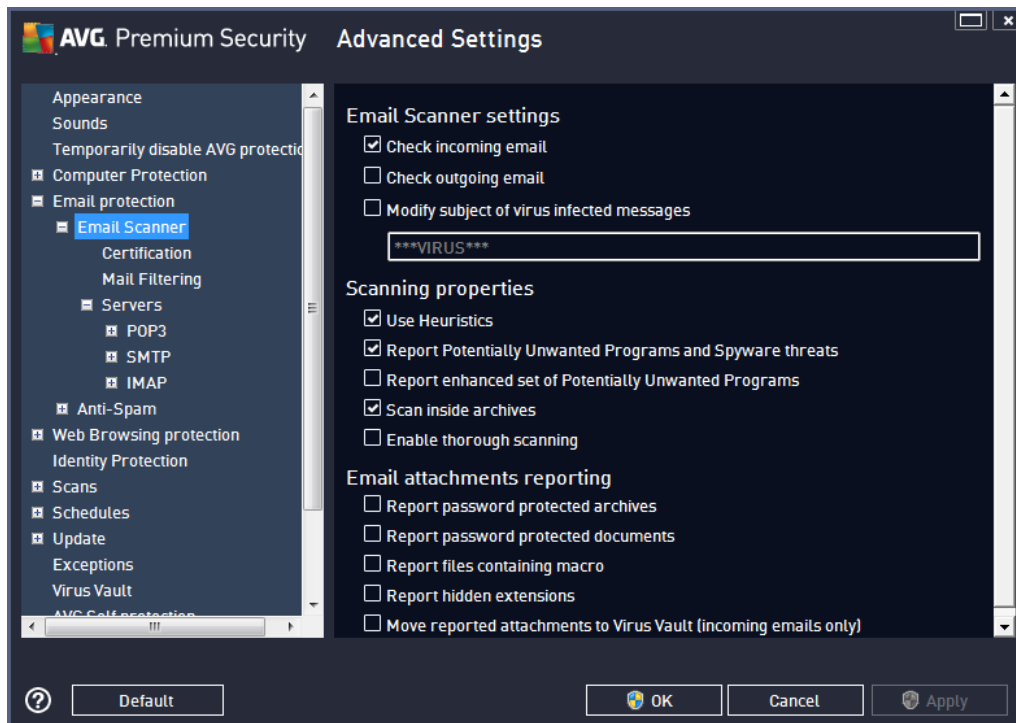 AVG. Premium Security Advanced Settings
Appearance
Sounds
Temporarily disable AVG protectic
Computer Protection
Email protection
Email Scanner
Certification
Mail Filtering
Servers
POP3
SMTP
IMAP
Anti-Spam
Web Browsing protection
Identity Protection
Scans
Schedules
Update
Exceptions
Virus Vault
AVG Self protection
Email Scanner settings
Check incoming email
Check outgoing email
Modify subject of virus infected messages
***VIRUS***
Scanning properties
Use Heuristics
Report Potentially Unwanted Programs and Spyware threats
Report enhanced set of Potentially Unwanted Programs
Scan inside archives
Enable thorough scanning
Email attachments reporting
Report password protected archives
Report password protected documents
Report files containing macro
Report hidden extensions
Move reported attachments to Virus Vault (incoming emails only)
Default
OK
Cancel
Apply